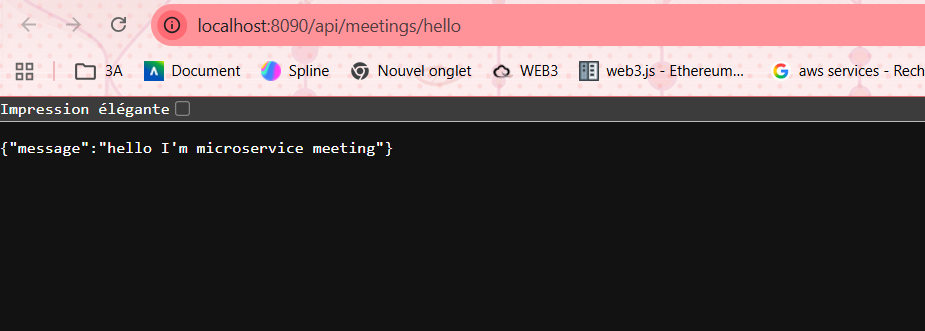 localhost:8090/api/meetings/hello
3A Document Spline Nouvel onglet WEB3 web3.js - Ethereum... aws services - Rech
Impression élégante
{"message":"hello I'm microservice meeting"}